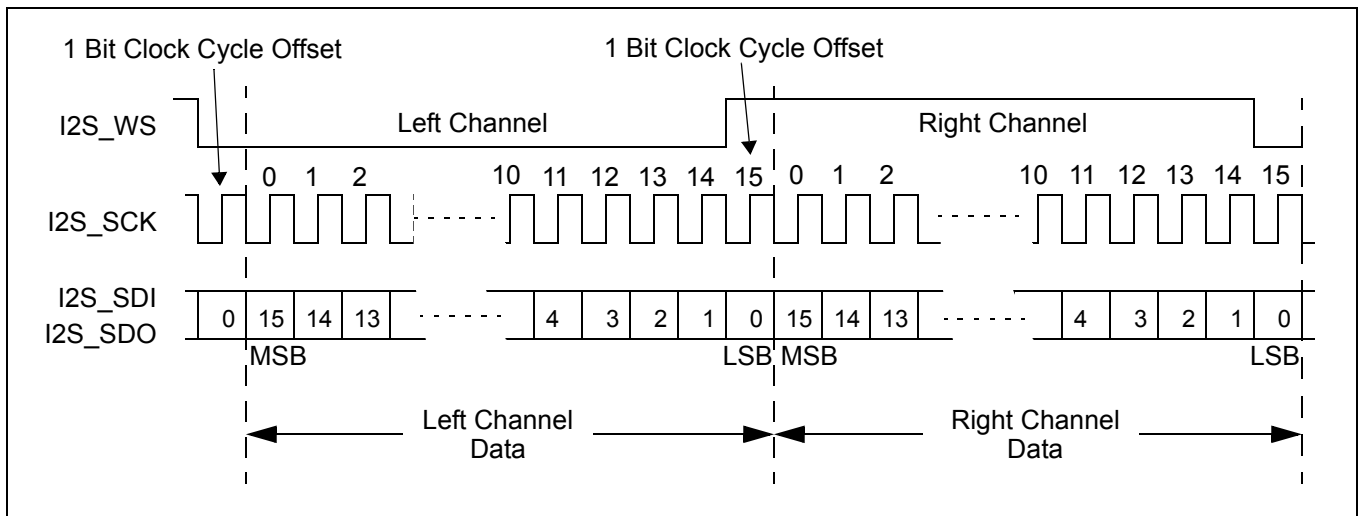 1 Bit Clock Cycle Offset 1 Bit Clock Cycle Offset
I2S_WS Left Channel Right Channel
0 1 2 10 11 12 13 14 15 0 1 2 10 11 12 13 14 15
I2S_SCK
I2S_SDI
0 15 14 13 4 3 2 1 0 15 14 13 4 3 2 1 0
I2S_SDO
MSB LSB MSB LSB
Left Channel Right Channel
Data Data